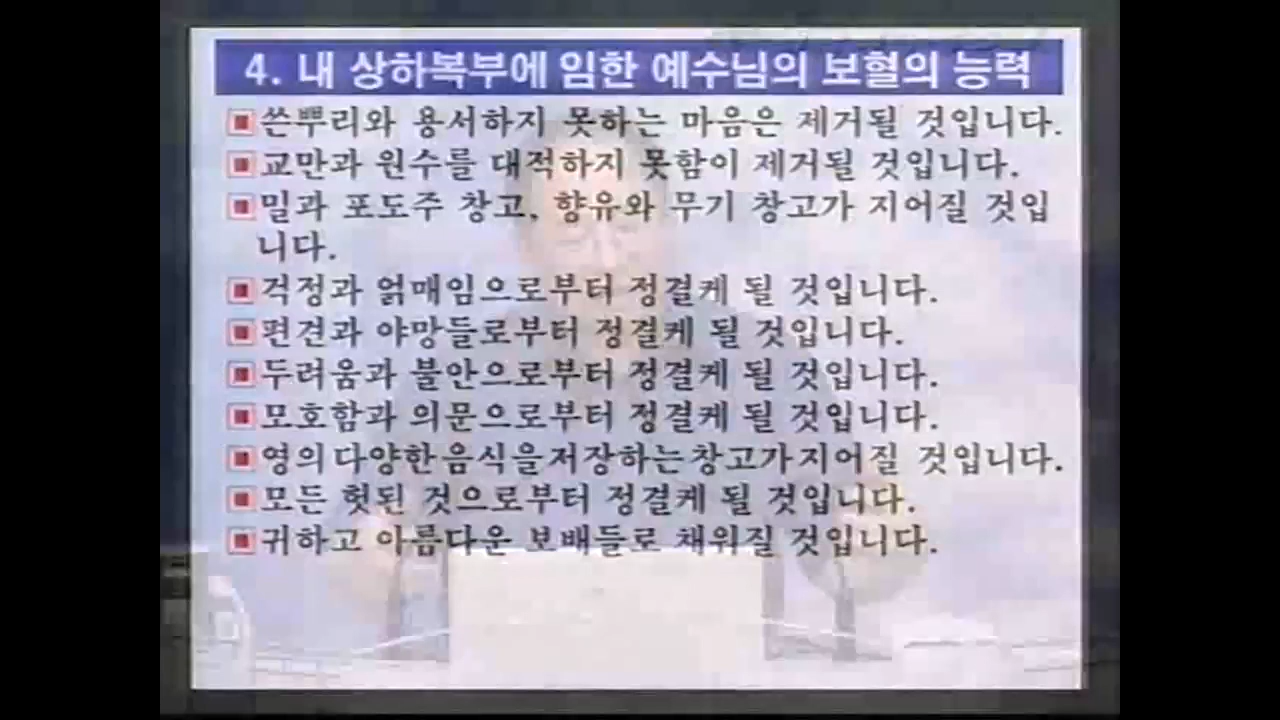 4. 내 상하복부에 임한 예수님의 보혈의 능력
쓴뿌리와 용서하지 못하는 마음은 제거될 것입니다.
교만과 원수를 대적하지 못함이 제거될 것입니다.
밀과 포도주 창고, 향유와 무기 창고가 지어질 것입
니다.
걱정과 얽매임으로부터 정결케 될 것입니다.
편견과 야망들로부터 정결케 될 것입니다.
두려움과 불안으로부터 정결케 될 것입니다.
모호함과 의문으로부터 정결케 될 것입니다.
영의다양한음식을저장하는창고가지어질 것입니다.
모든 헛된 것으로부터 정결케 될 것입니다.
귀하고 아름다운 보배들로 채워질 것입니다.